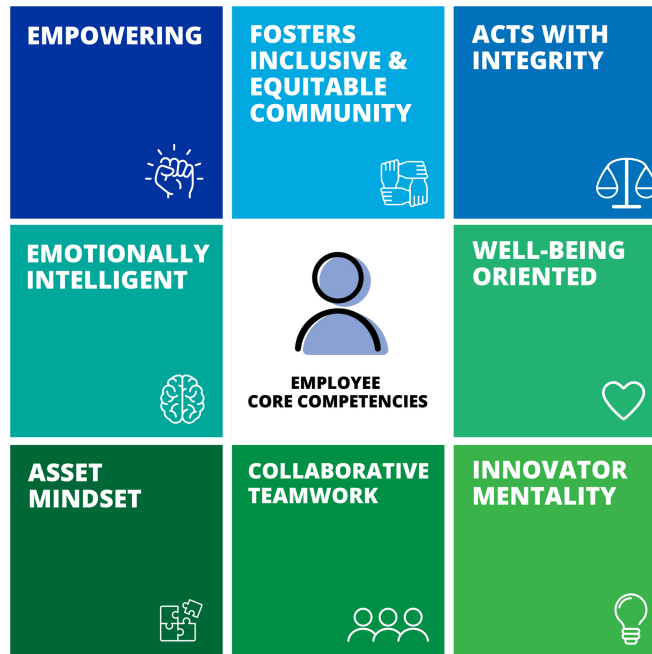 EMPOWERING
FOSTERS
INCLUSIVE &
EQUITABLE
COMMUNITY
ACTS WITH
INTEGRITY
EMOTIONALLY
INTELLIGENT
EMPLOYEE
CORE COMPETENCIES
WELL-BEING
ORIENTED
ASSET
MINDSET
COLLABORATIVE
TEAMWORK
INNOVATOR
MENTALITY